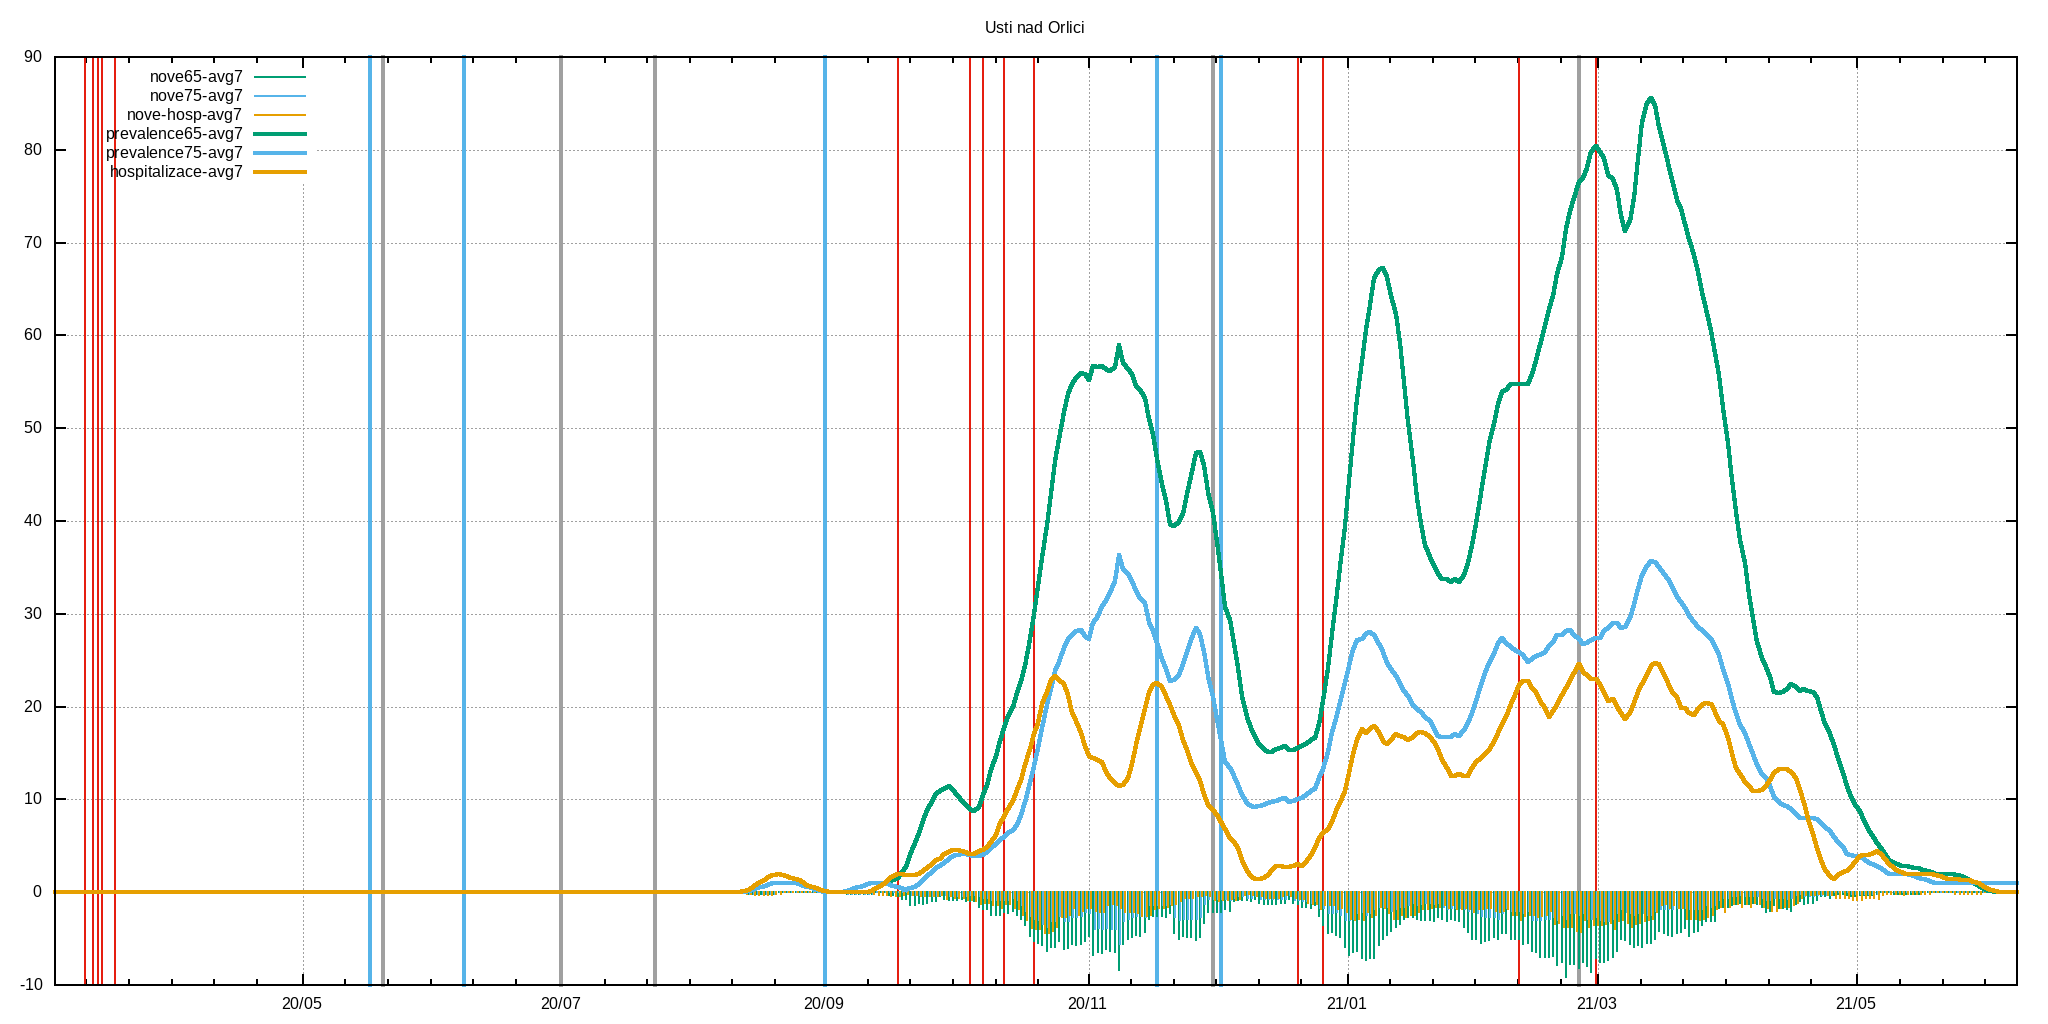 Usti nad Orlici
90
80
70
60
50
40
30
20
10
0
-10
nove65-avg7
nove75-avg7
nove-hosp-avg7
prevalence65-avg7
prevalence75-avg7
hospitalizace-avg7
20/05 20/07 20/09 20/11 21/01 21/03 21/05